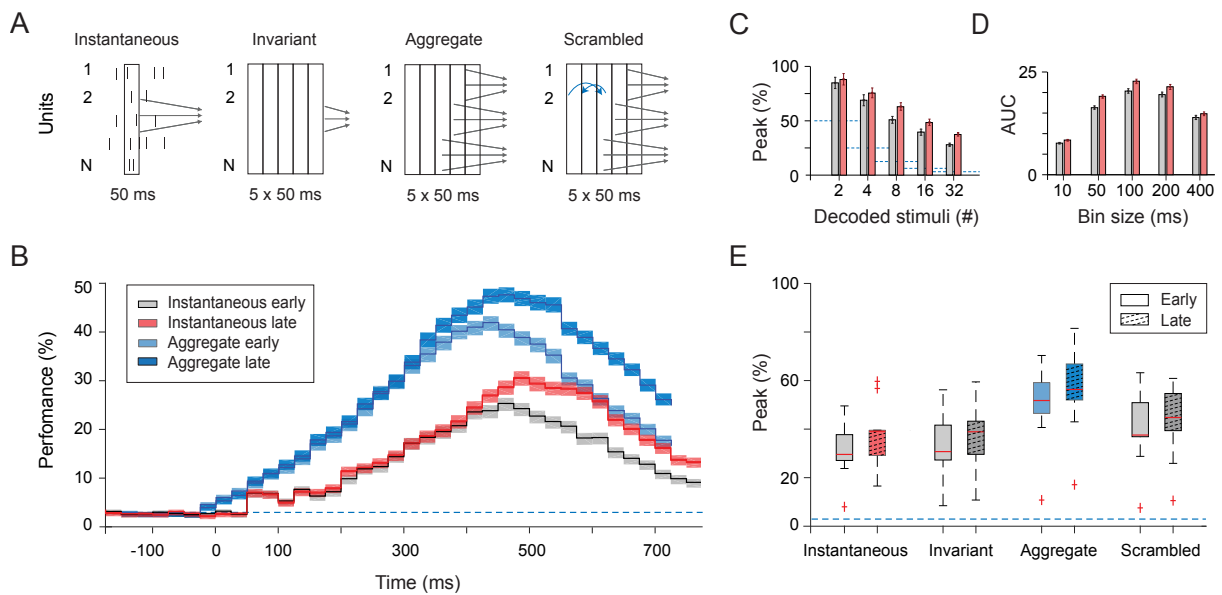 A
Instantaneous
Invariant
Aggregate
Scrambled
Units
1
2
N
50 ms
5 x 50 ms
1
2
N
5 x 50 ms
1
2
N
5 x 50 ms
1
2
N
C
Peak (%)
100
50
0
2 4 8 16 32
Decoded stimuli (#)
D
AUC
25
0
10 50 100 200 400
Bin size (ms)
B
Perfomance (%)
50
40
30
20
10
0
Instantaneous early
Instantaneous late
Aggregate early
Aggregate late
-100 0 100 300 500 700
Time (ms)
E
Peak (%)
100
60
20
0
Early
Late
Instantaneous Invariant Aggregate Scrambled